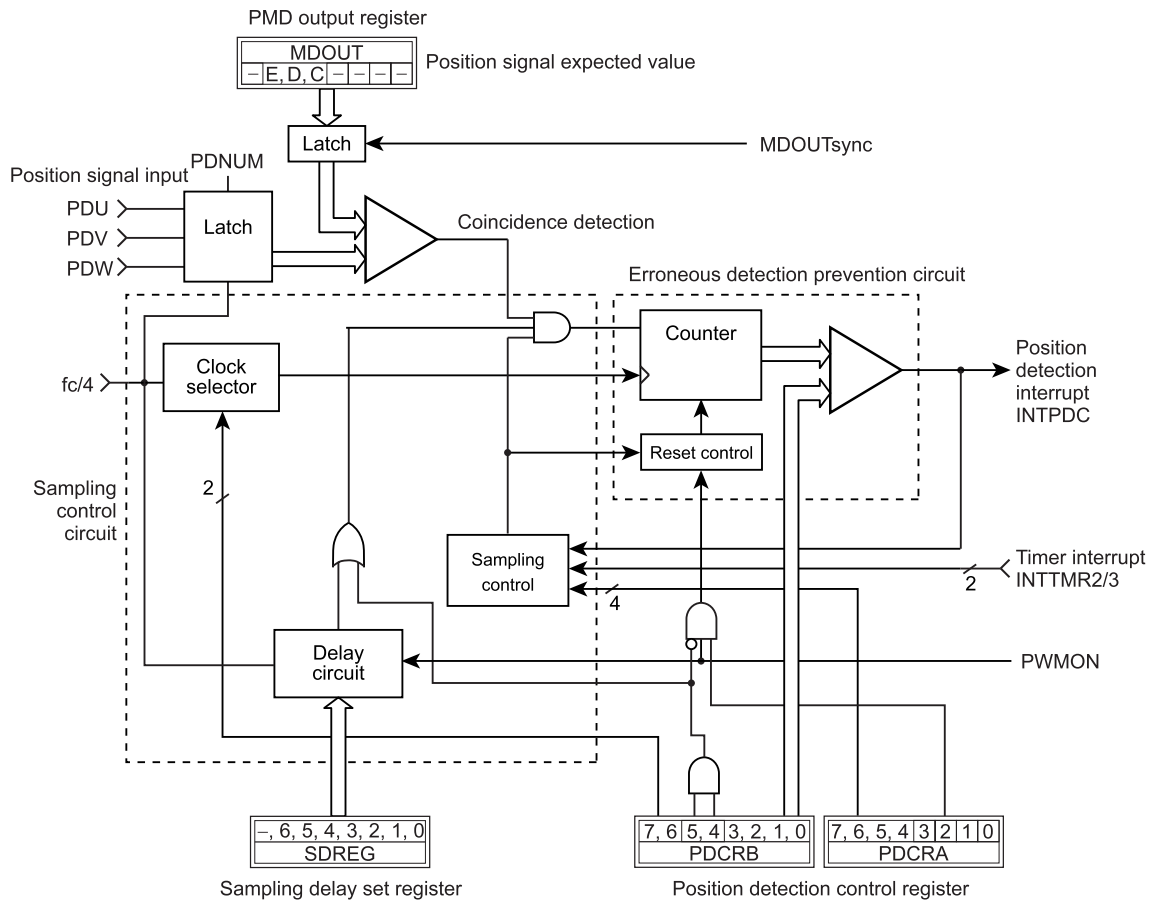 PMD output register
MDOUT
– E, D, C – – – –
Position signal expected value
Latch
MDOUTsync
PDNUM
Position signal input
PDU
PDV
PDW
Latch
Coincidence detection
Erroneous detection prevention circuit
Counter
Clock
selector
fc/4
Position
detection
interrupt
INTPDC
Reset control
2
Sampling
control
circuit
Sampling
control
Timer interrupt
INTTMR2/3
2
4
Delay
circuit
PWMON
–, 6, 5, 4, 3, 2, 1, 0
SDREG
7, 6 5, 4 3, 2, 1, 0
PDCRB
7, 6, 5, 4 3 2 1 0
PDCRA
Sampling delay set register
Position detection control register